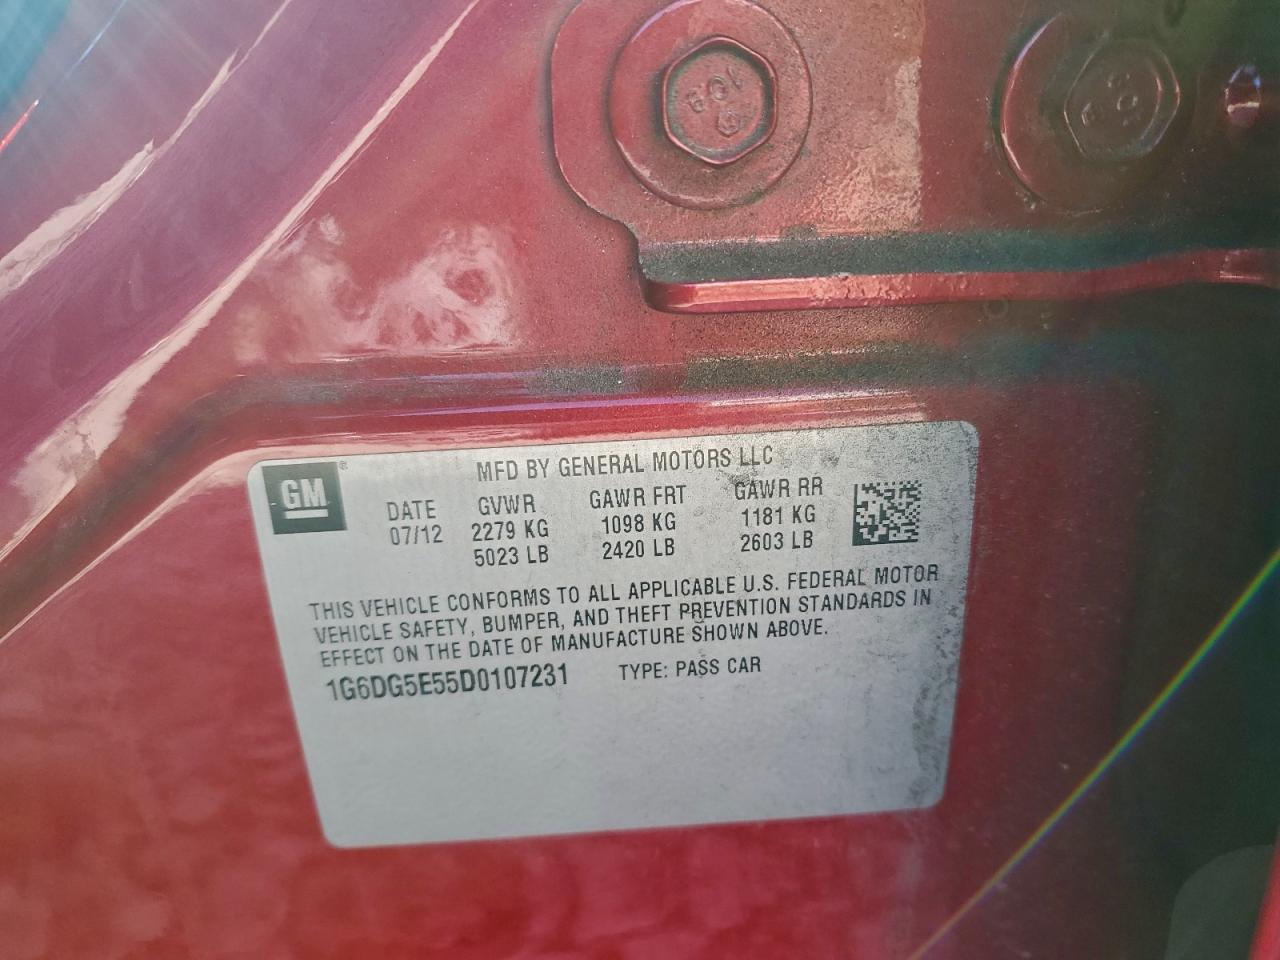 GM
MFD BY GENERAL MOTORS LLC
DATE GVWR GAWR FRT GAWR RR
07/12 2279 KG 1098 KG 1181 KG
5023 LB 2420 LB 2603 LB
THIS VEHICLE CONFORMS TO ALL APPLICABLE U.S. FEDERAL MOTOR
VEHICLE SAFETY, BUMPER, AND THEFT PREVENTION STANDARDS IN
EFFECT ON THE DATE OF MANUFACTURE SHOWN ABOVE.
1G6DG5E55D0107231 TYPE: PASS CAR